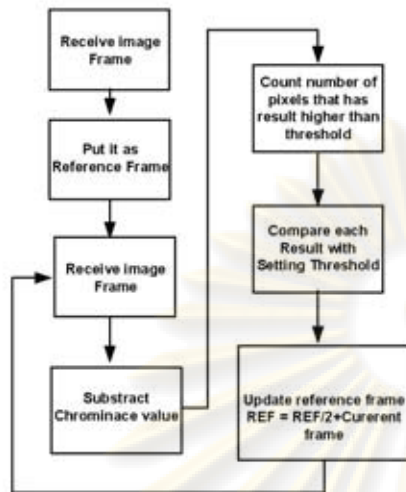 Receive image
Frame
Put it as
Reference Frame
Receive image
Frame
Substract
Chrominace value
Count number of
pixels that has
result higher than
threshold
Compare each
Result with
Setting Threshold
Update reference frame
REF = REF/2+Curerent
frame